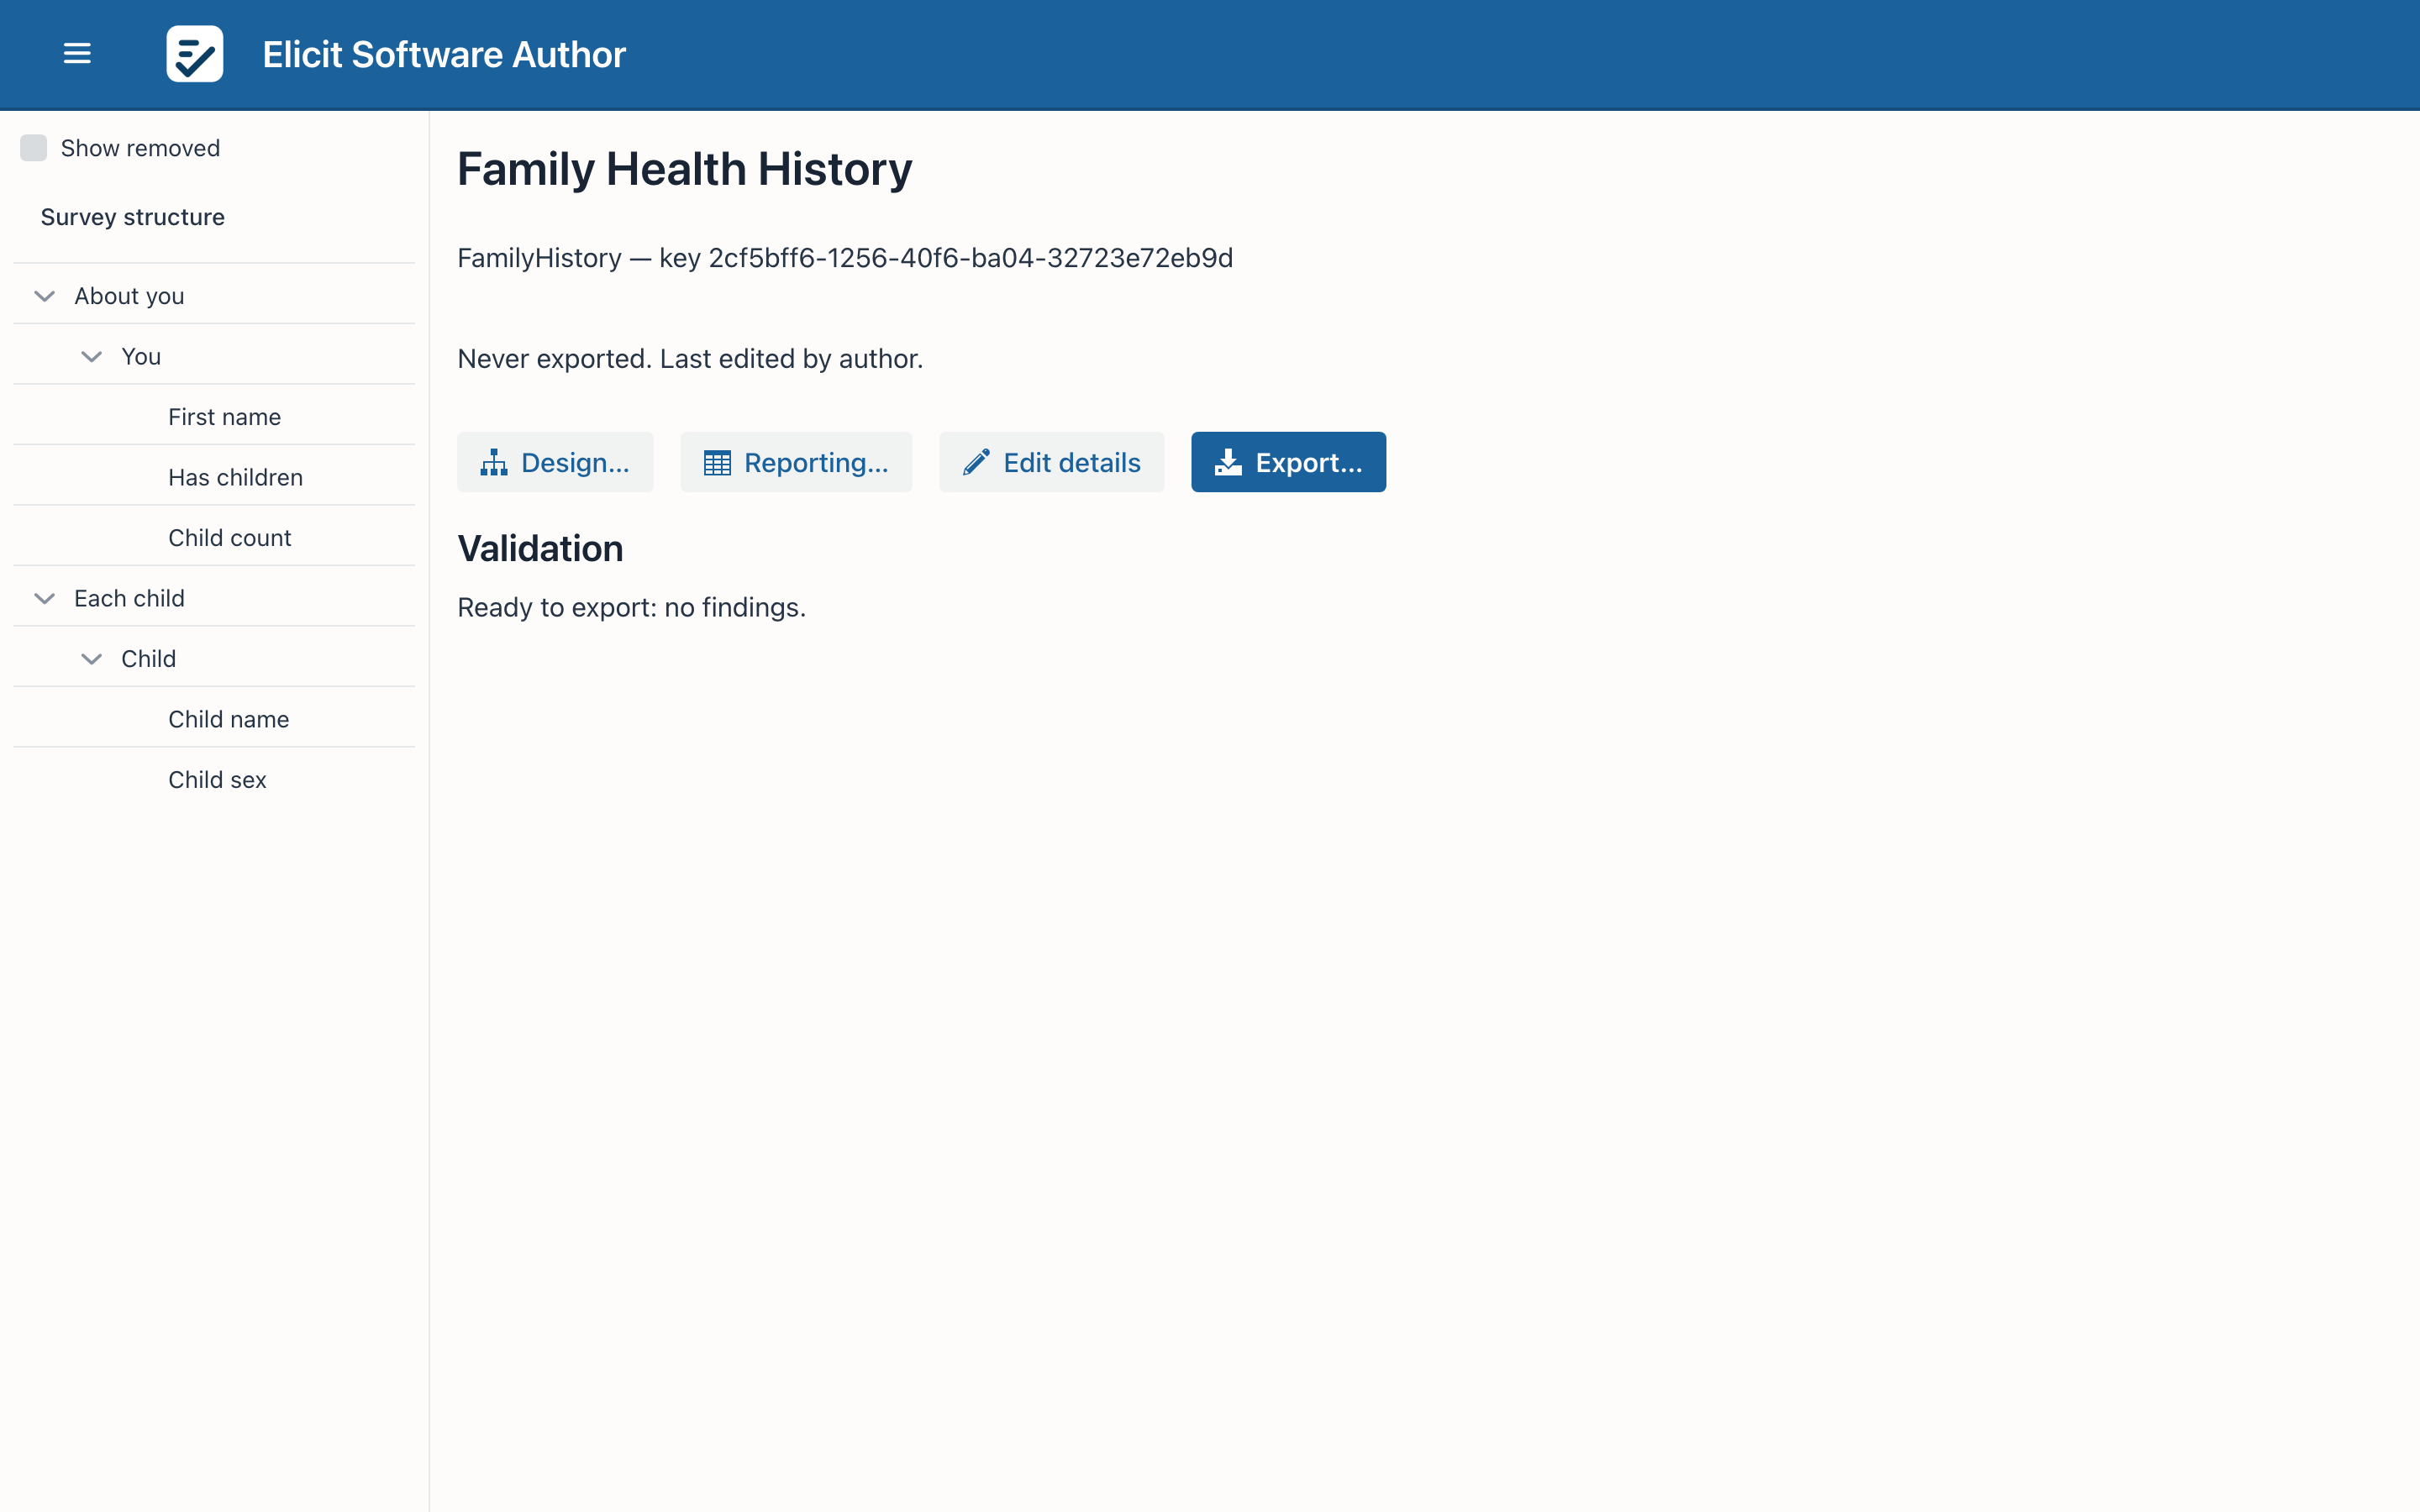 Elicit Software Author
Show removed
Survey structure
About you
You
First name
Has children
Child count
Each child
Child
Child name
Child sex
Family Health History
FamilyHistory — key 2cf5bff6-1256-40f6-ba04-32723e72eb9d
Never exported. Last edited by author.
Design...
Reporting...
Edit details
Export...
Validation
Ready to export: no findings.